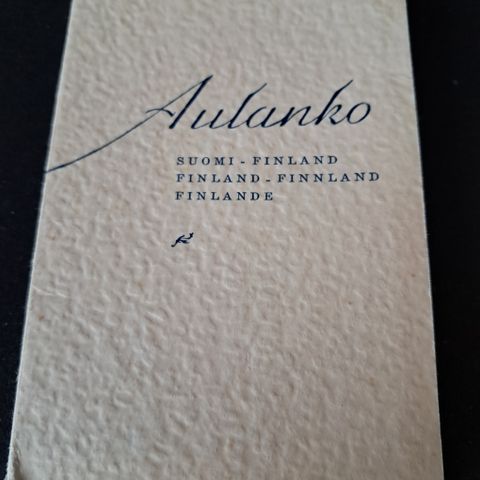 Aulanko
SUOMI - FINLAND
FINLAND - FINNLAND
FINLANDE